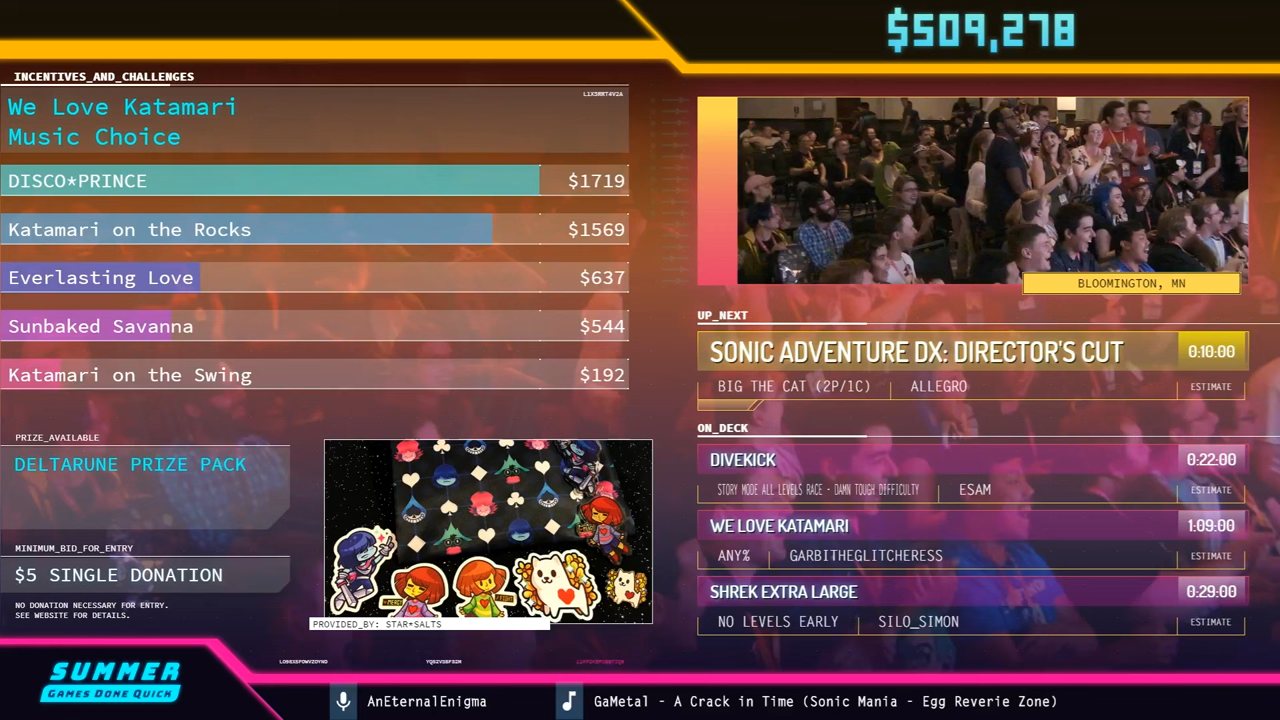 $509,278
INCENTIVES_AND_CHALLENGES
We Love Katamari
Music Choice
DISCO*PRINCE $1719
Katamari on the Rocks $1569
Everlasting Love $637
Sunbaked Savanna $544
Katamari on the Swing $192
PRIZE_AVAILABLE
DELTARUNE PRIZE PACK
MINIMUM_BID_FOR_ENTRY
$5 SINGLE DONATION
NO DONATION NECESSARY FOR ENTRY.
SEE WEBSITE FOR DETAILS.
PROVIDED_BY: STAR*SALTS
BLOOMINGTON, MN
UP_NEXT
SONIC ADVENTURE DX: DIRECTOR'S CUT 0:10:00
BIG THE CAT (2P/1C) ALLEGRO ESTIMATE
ON_DECK
DIVEKICK 0:22:00
STORY MODE ALL LEVELS RACE - DAMN TOUGH DIFFICULTY ESAM ESTIMATE
WE LOVE KATAMARI 1:09:00
ANY% GARBITHEGLITCHERESS ESTIMATE
SHREK EXTRA LARGE 0:29:00
NO LEVELS EARLY SILO_SIMON ESTIMATE
SUMMER
GAMES DONE QUICK
AnEternalEnigma
GaMetal - A Crack in Time (Sonic Mania - Egg Reverie Zone)